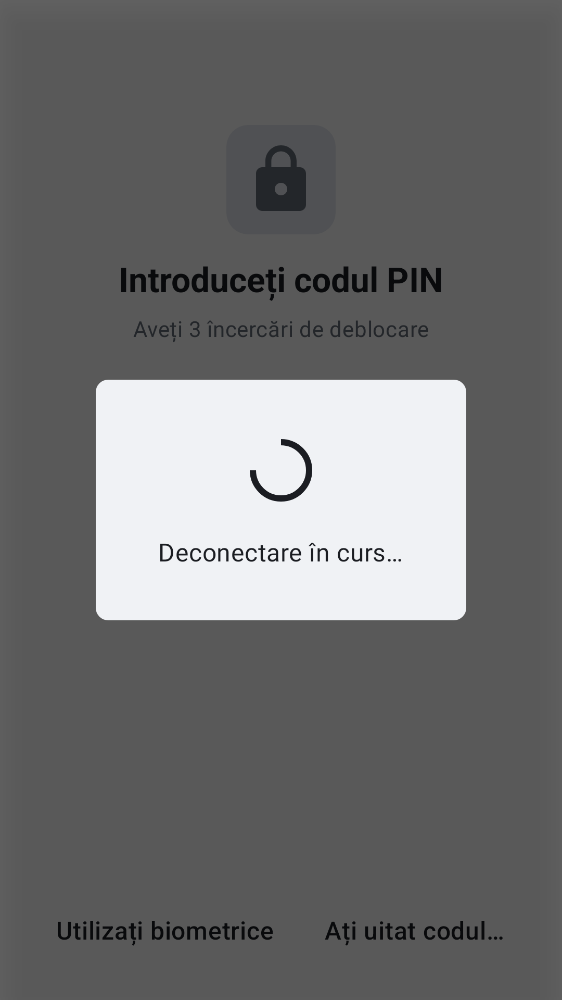 Introduceți codul PIN
Aveți 3 încercări de deblocare
Deconectare în curs…
Utilizați biometrice
Ați uitat codul…